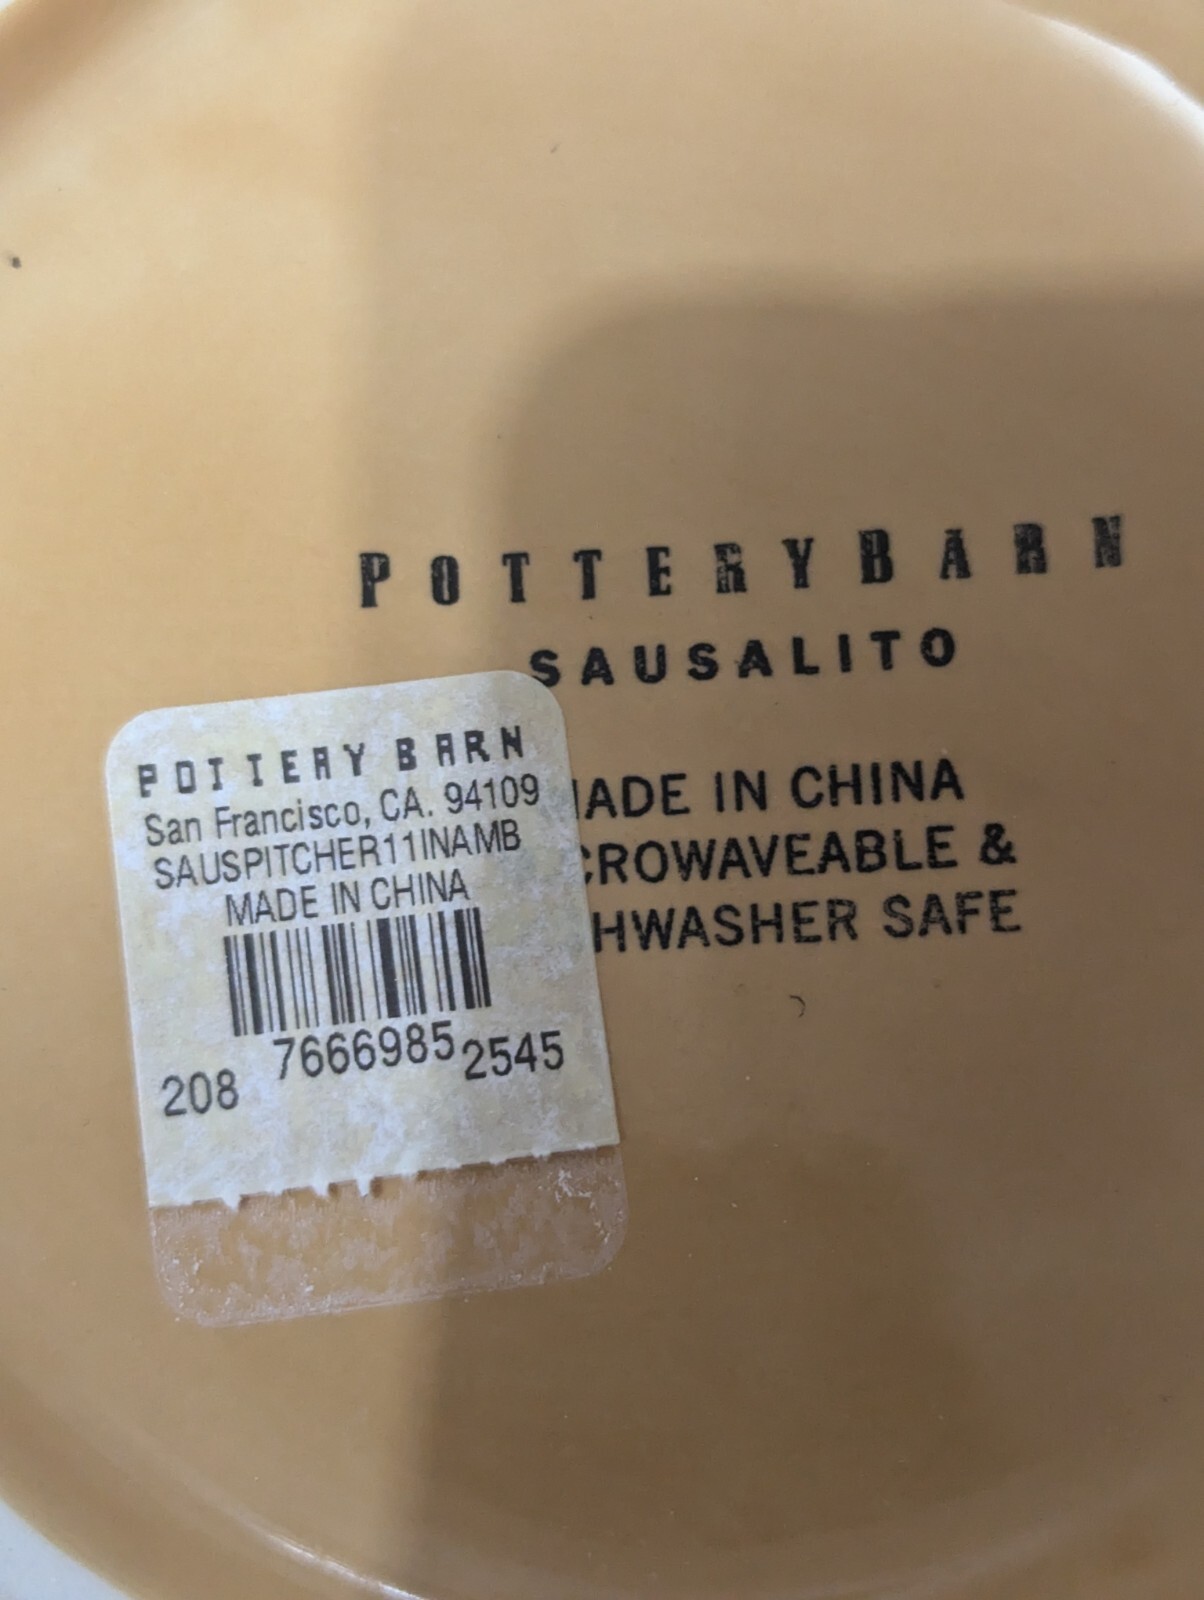 POTTERYBARN
SAUSALITO
MADE IN CHINA
CROWAVEABLE &
HWASHER SAFE
POTTERY BARN
San Francisco, CA. 94109
SAUSPITCHER11INAMB
MADE IN CHINA
208 7666985 2545